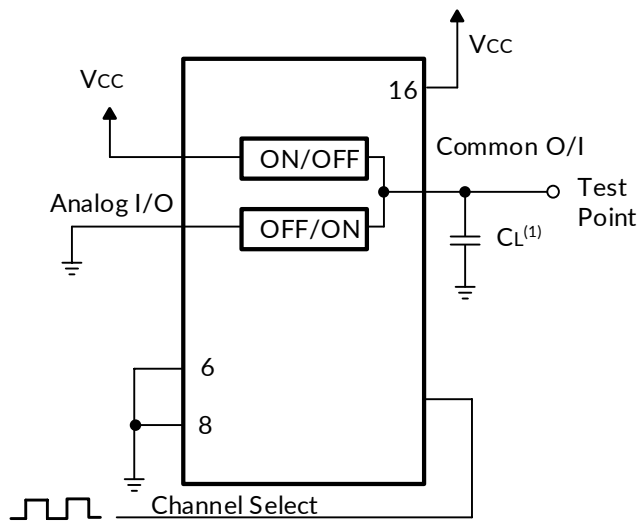 VCC
VCC
16
ON/OFF
Common O/I
Analog I/O
OFF/ON
Test
Point
CL(1)
6
8
Channel Select